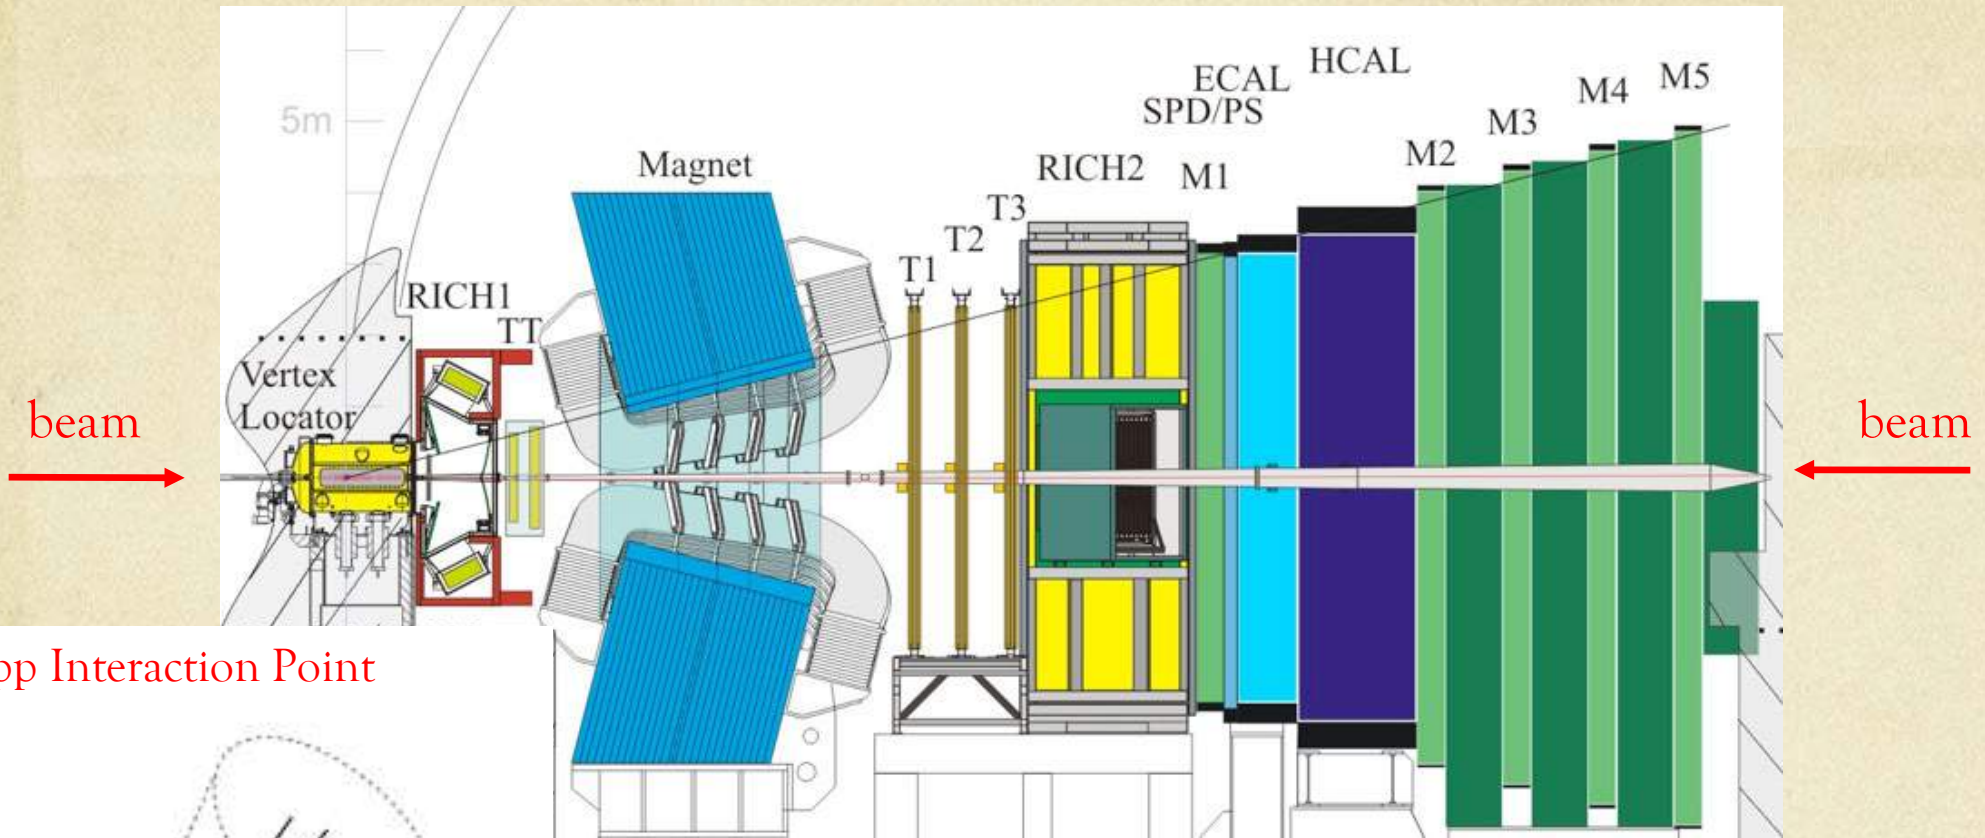 HCAL
ECAL
M5
SPD/PS
M4
5m
M3
Magnet
M2
RICH2
M1
T3
T2
T1
RICH1
TT
Vertex
Locator
beam
beam
pp Interaction Point